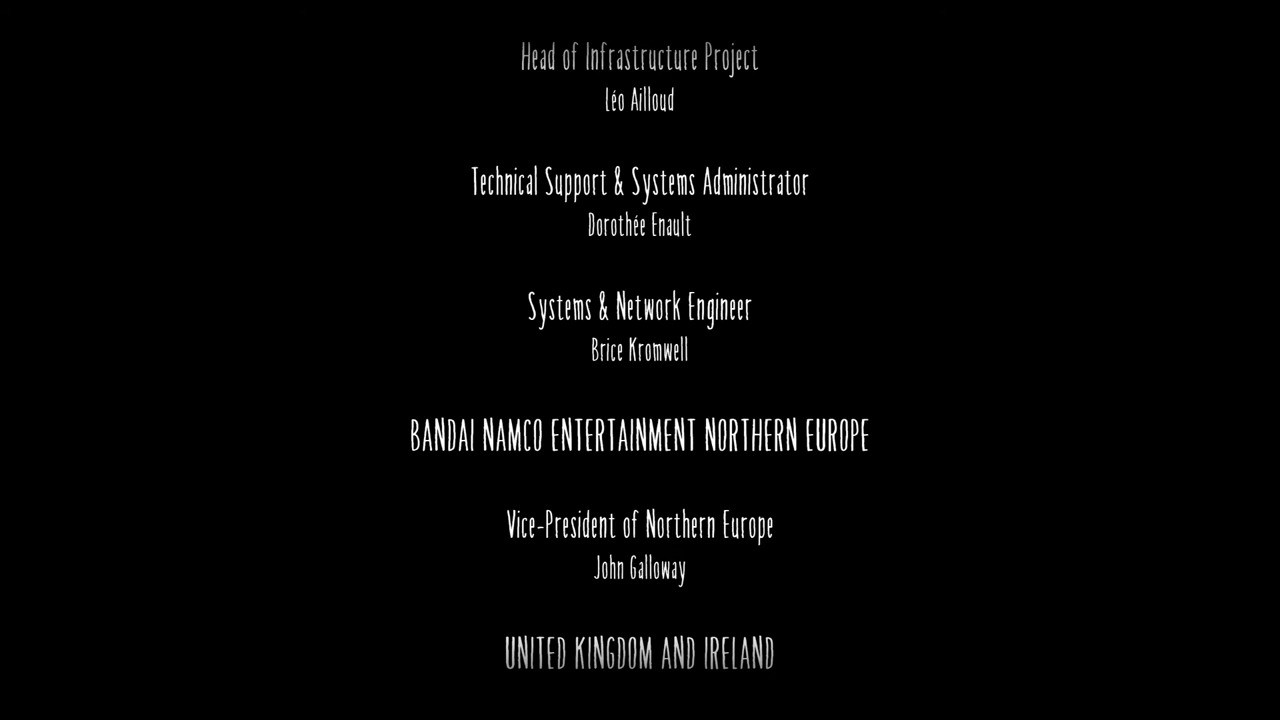 Head of Infrastructure Project
Léo Ailloud
Technical Support & Systems Administrator
Dorothée Enault
Systems & Network Engineer
Brice Kromwell
BANDAI NAMCO ENTERTAINMENT NORTHERN EUROPE
Vice-President of Northern Europe
John Galloway
UNITED KINGDOM AND IRELAND